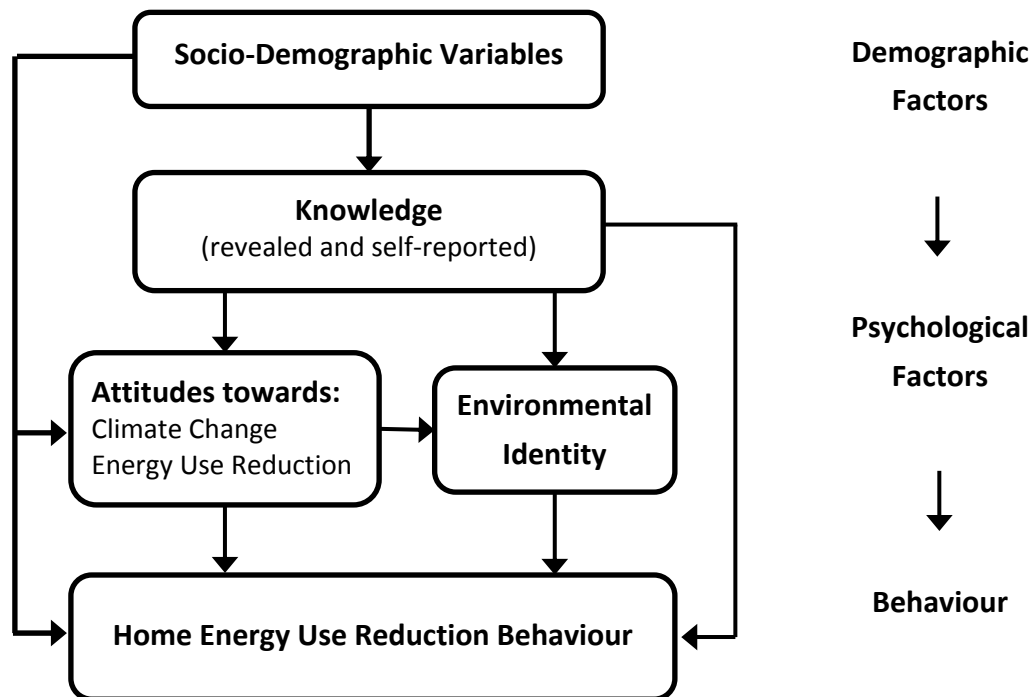 Socio-Demographic Variables
Demographic
Factors
Knowledge
(revealed and self-reported)
Psychological
Factors
Attitudes towards:
Climate Change
Energy Use Reduction
Environmental
Identity
Home Energy Use Reduction Behaviour
Behaviour